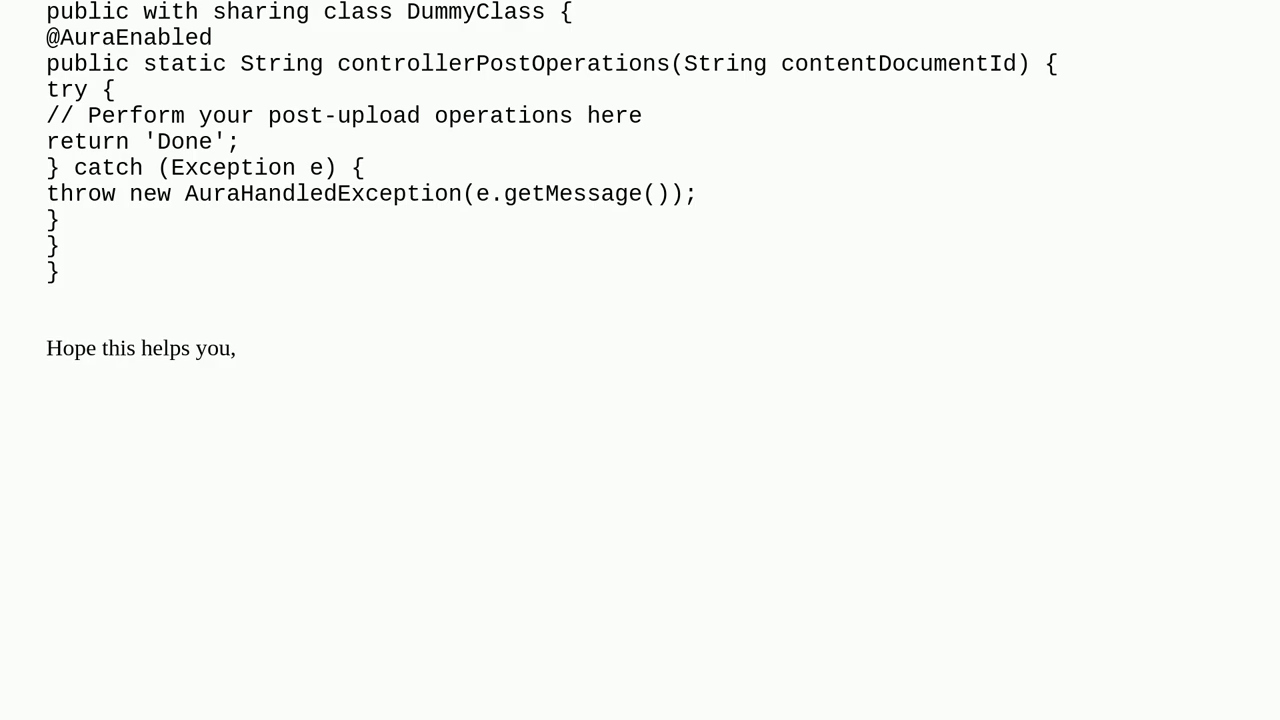 public with sharing class DummyClass {
@AuraEnabled
public static String controllerPostOperations(String contentDocumentId) {
try {
// Perform your post-upload operations here
return 'Done';
} catch (Exception e) {
throw new AuraHandledException(e.getMessage());
}
}
}
Hope this helps you,